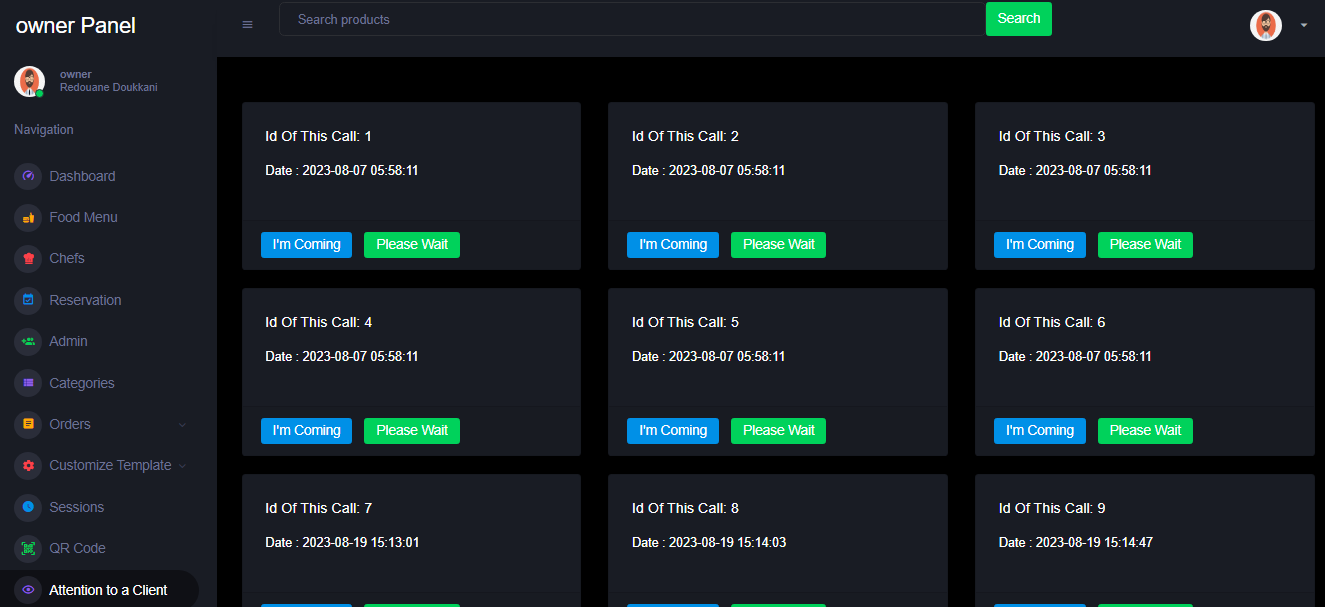 owner Panel
Search products
Search
owner
Redouane Doukkani
Navigation
Dashboard
Food Menu
Chefs
Reservation
Admin
Categories
Orders
Customize Template
Sessions
QR Code
Attention to a Client
Id Of This Call: 1
Date : 2023-08-07 05:58:11
I'm Coming
Please Wait
Id Of This Call: 2
Date : 2023-08-07 05:58:11
I'm Coming
Please Wait
Id Of This Call: 3
Date : 2023-08-07 05:58:11
I'm Coming
Please Wait
Id Of This Call: 4
Date : 2023-08-07 05:58:11
I'm Coming
Please Wait
Id Of This Call: 5
Date : 2023-08-07 05:58:11
I'm Coming
Please Wait
Id Of This Call: 6
Date : 2023-08-07 05:58:11
I'm Coming
Please Wait
Id Of This Call: 7
Date : 2023-08-19 15:13:01
Id Of This Call: 8
Date : 2023-08-19 15:14:03
Id Of This Call: 9
Date : 2023-08-19 15:14:47